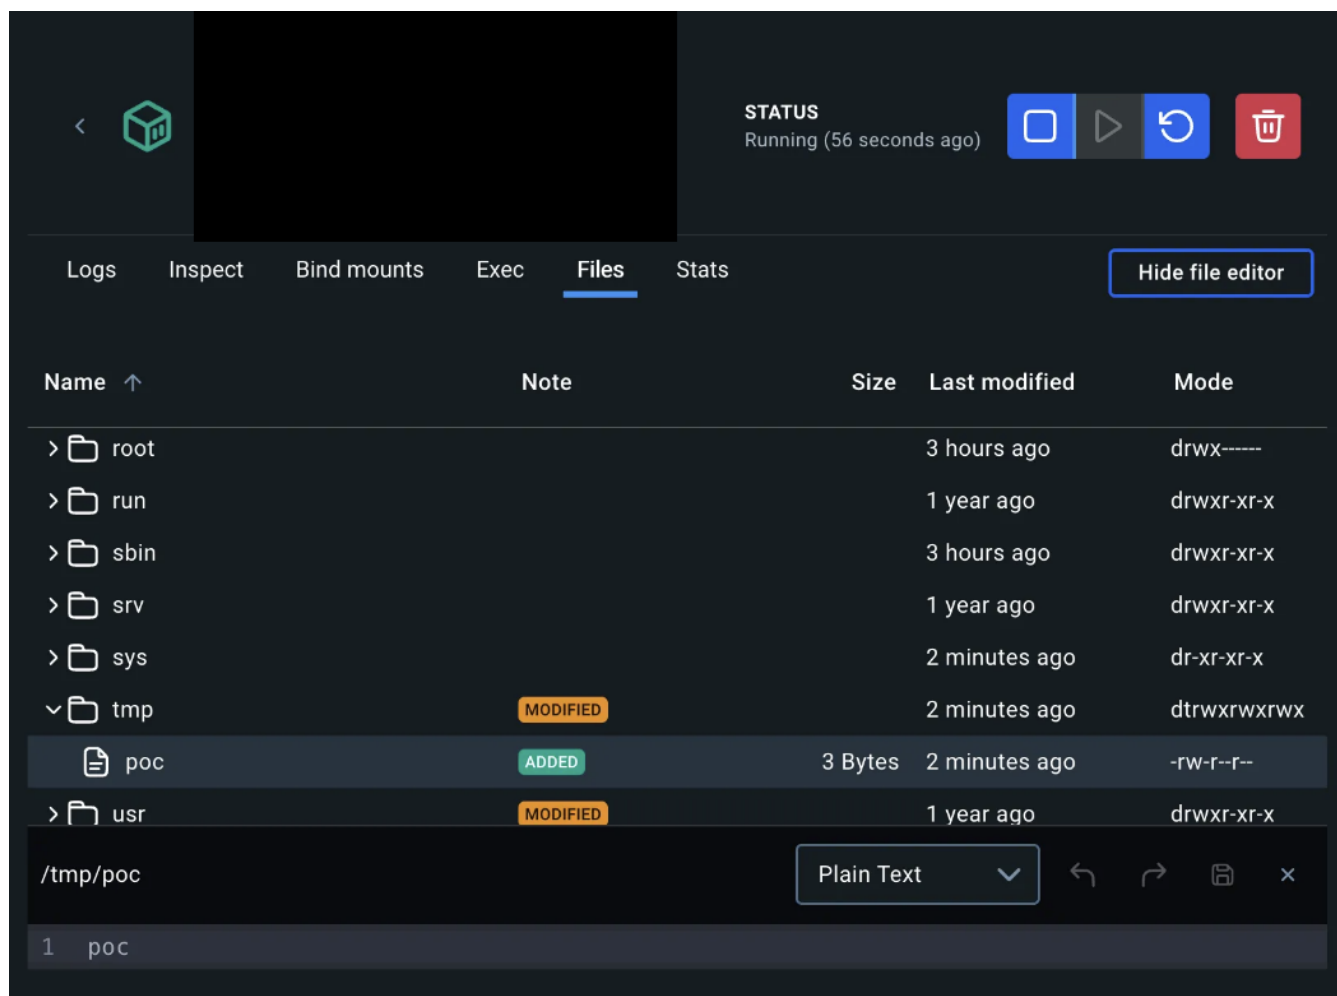 STATUS
Running (56 seconds ago)
Logs Inspect Bind mounts Exec Files Stats Hide file editor
Name Note Size Last modified Mode
root 3 hours ago drwx------
run 1 year ago drwxr-xr-x
sbin 3 hours ago drwxr-xr-x
srv 1 year ago drwxr-xr-x
sys 2 minutes ago dr-xr-xr-x
tmp MODIFIED 2 minutes ago dtrwxrwxrwx
poc ADDED 3 Bytes 2 minutes ago -rw-r--r--
usr MODIFIED 1 year ago drwxr-xr-x
/tmp/poc Plain Text
1 poc